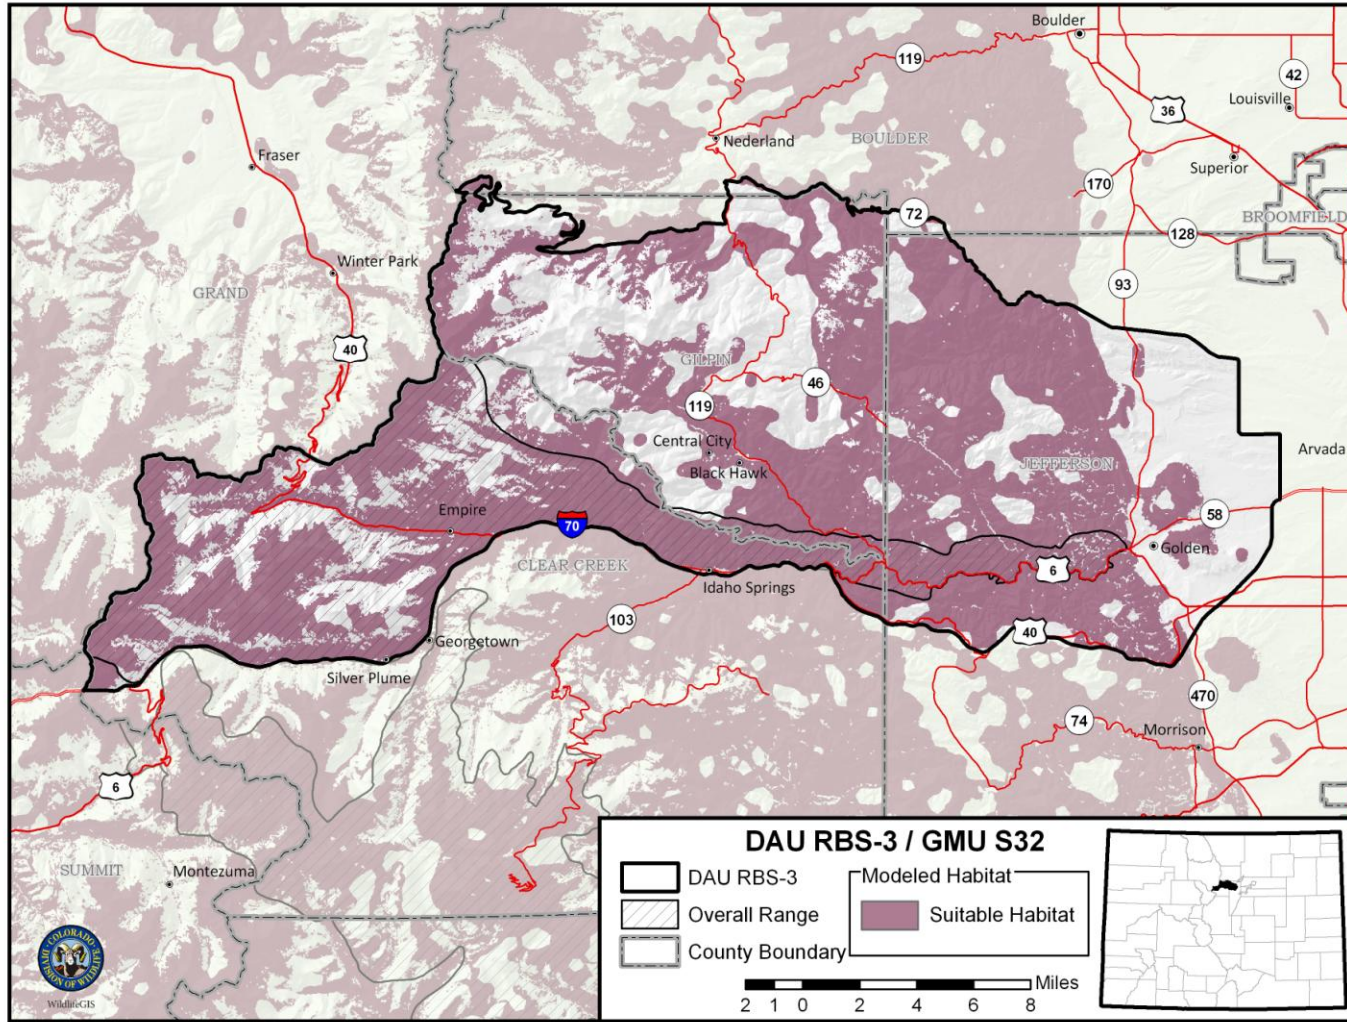 Boulder
119
42
Louisville
36
Nederland
BOULDER
Fraser
Superior
170
72
BROOMFIELD
128
Winter Park
93
GRAND
40
GILPIN
46
119
Central City
Arvada
Black Hawk
JEFFERSON
Empire
58
70
Golden
CLEAR CREEK
6
Idaho Springs
103
40
Georgetown
Silver Plume
470
74
Morrison
6
SUMMIT
Montezuma
DAU RBS-3 / GMU S32
DAU RBS-3
Modeled Habitat
Overall Range
Suitable Habitat
County Boundary
Miles
2 1 0 2 4 6 8
COLORADO
DIVISION OF WILDLIFE
WildlifeGIS